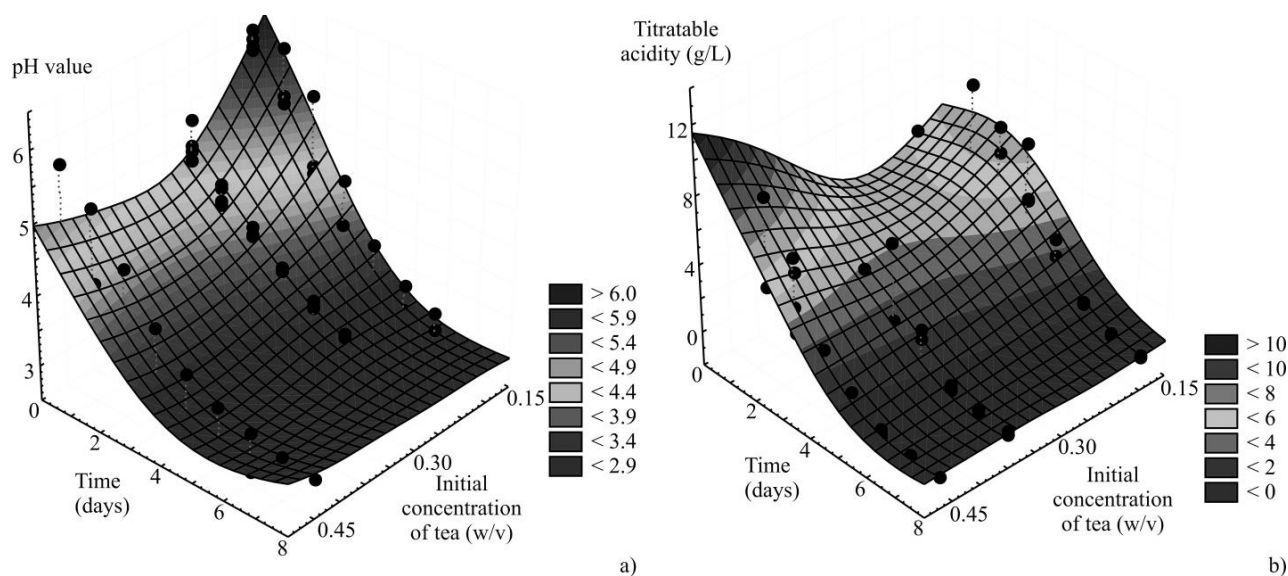 pH value
6
5
4
3
0
2
4
6
8
Time
(days)
0.45
0.30
0.15
Initial
concentration
of tea (w/v)
> 6.0
< 5.9
< 5.4
< 4.9
< 4.4
< 3.9
< 3.4
< 2.9
a)
Titratable
acidity (g/L)
12
8
4
0
0
2
4
6
8
Time
(days)
0.45
0.30
0.15
Initial
concentration
of tea (w/v)
> 10
< 10
< 8
< 6
< 4
< 2
< 0
b)